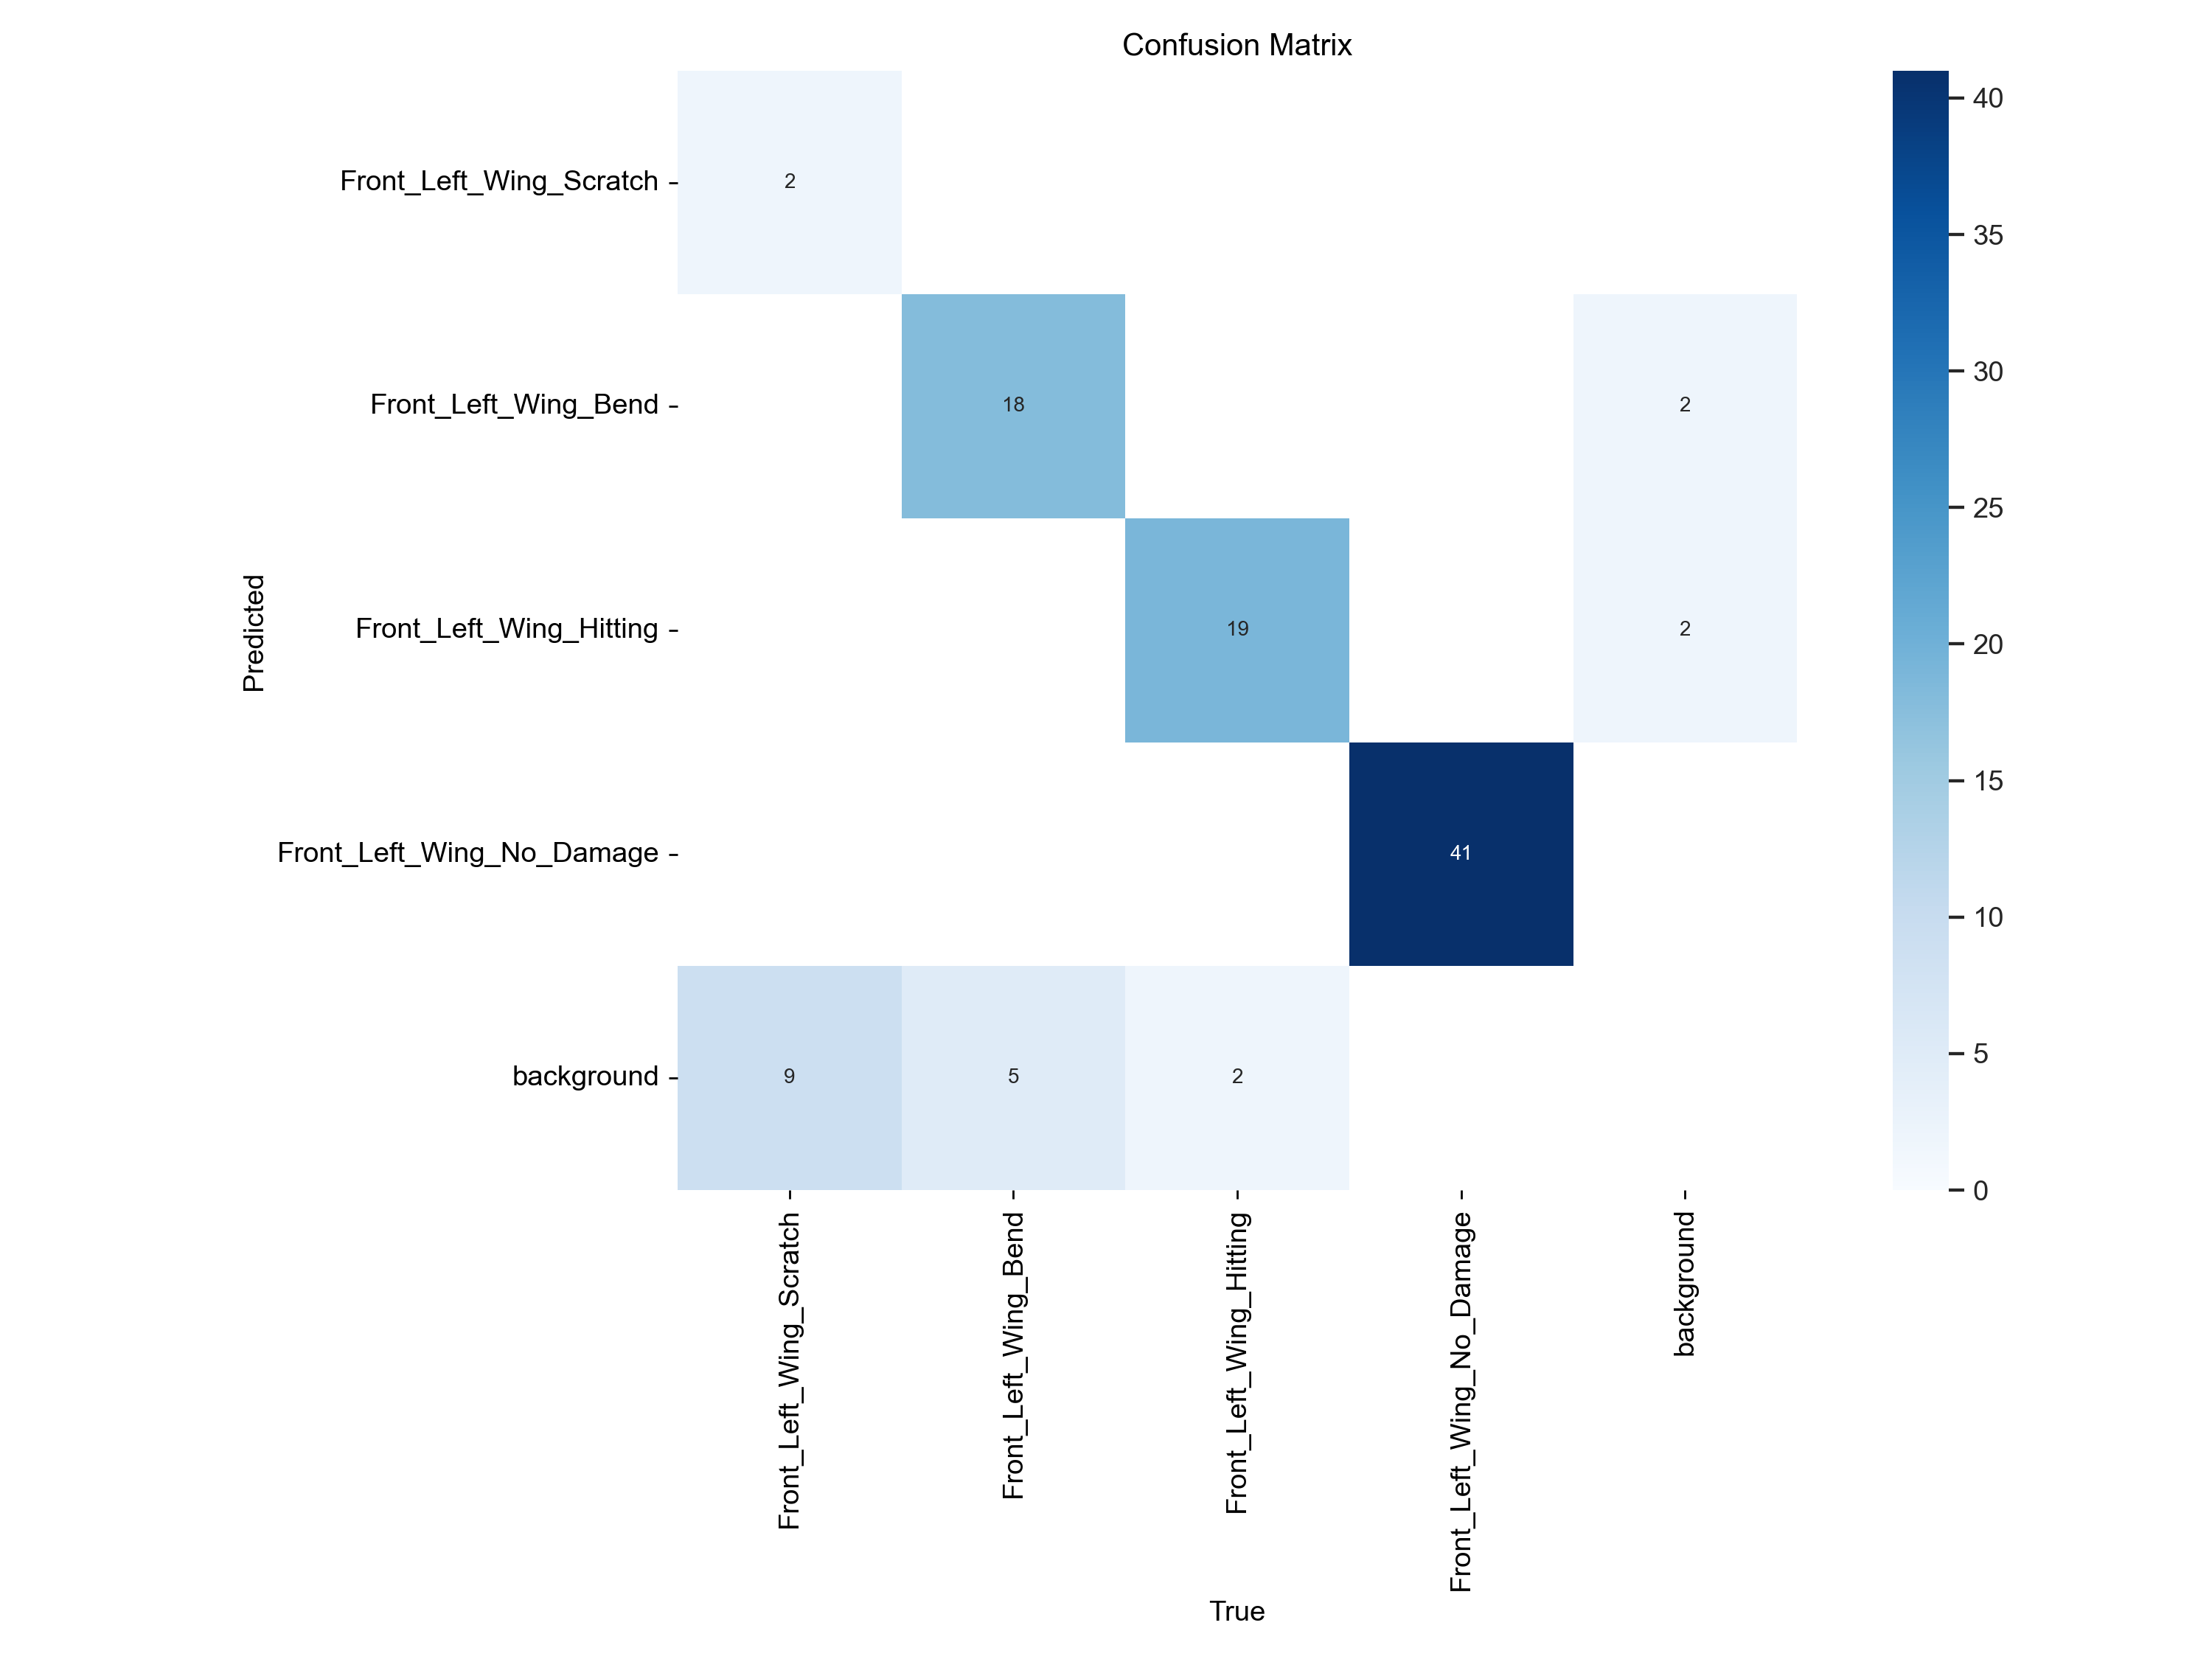 Confusion Matrix
Front_Left_Wing_Scratch
2
Front_Left_Wing_Bend
18
2
Front_Left_Wing_Hitting
19
2
Front_Left_Wing_No_Damage
41
background
9
5
2
Predicted
Front_Left_Wing_Scratch
Front_Left_Wing_Bend
Front_Left_Wing_Hitting
Front_Left_Wing_No_Damage
background
True
40
35
30
25
20
15
10
5
0